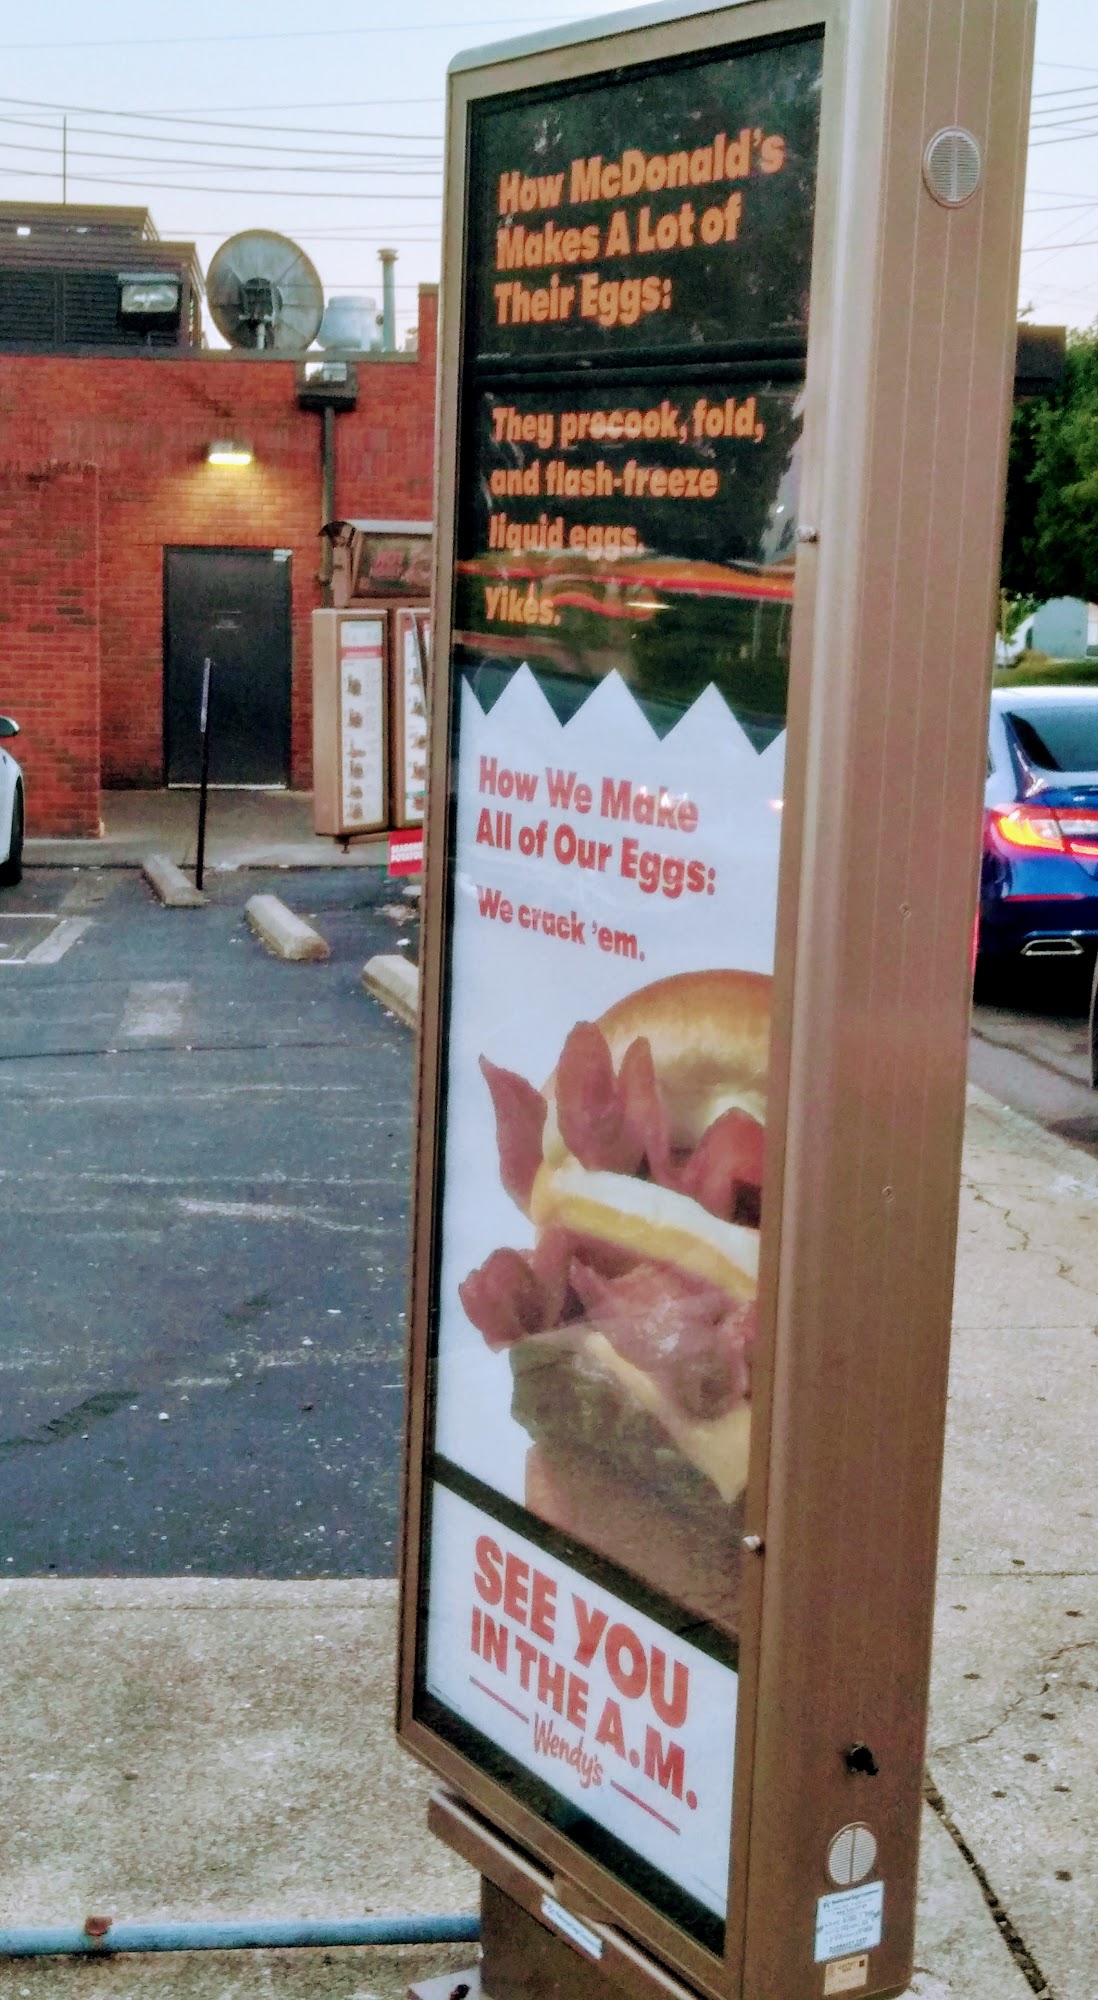 How McDonald's
Makes A Lot of
Their Eggs:
They precook, fold,
and flash-freeze
liquid eggs.
Yikes.
How We Make
All of Our Eggs:
We crack 'em.
SEE YOU
IN THE A.M.
Wendy's